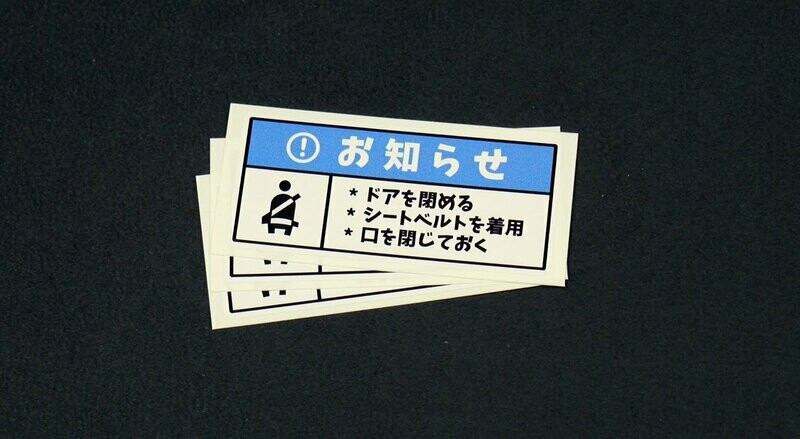 お知らせ
* ドアを閉める
* シートベルトを着用
* 口を閉じておく